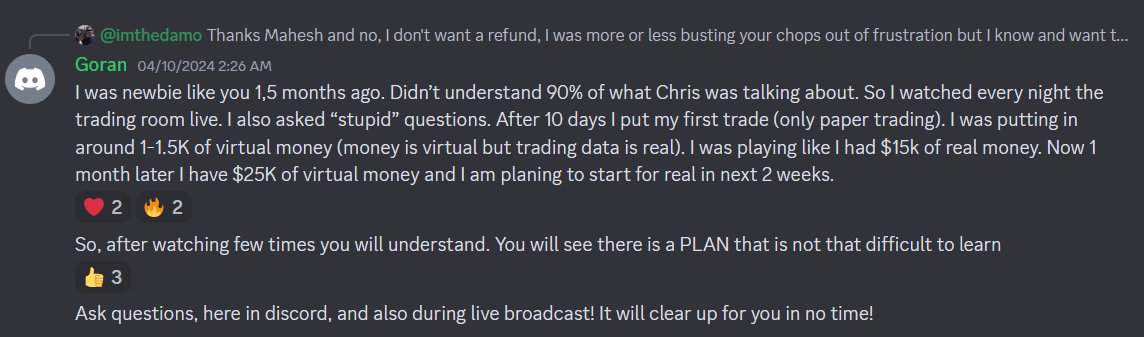 @imthedamo Thanks Mahesh and no, I don't want a refund, I was more or less busting your chops out of frustration but I know and want t...
Goran 04/10/2024 2:26 AM
I was newbie like you 1,5 months ago. Didn’t understand 90% of what Chris was talking about. So I watched every night the
trading room live. I also asked “stupid” questions. After 10 days I put my first trade (only paper trading). I was putting in
around 1-1.5K of virtual money (money is virtual but trading data is real). I was playing like I had $15k of real money. Now 1
month later I have $25K of virtual money and I am planing to start for real in next 2 weeks.
❤️ 2 🔥 2
So, after watching few times you will understand. You will see there is a PLAN that is not that difficult to learn
👍 3
Ask questions, here in discord, and also during live broadcast! It will clear up for you in no time!